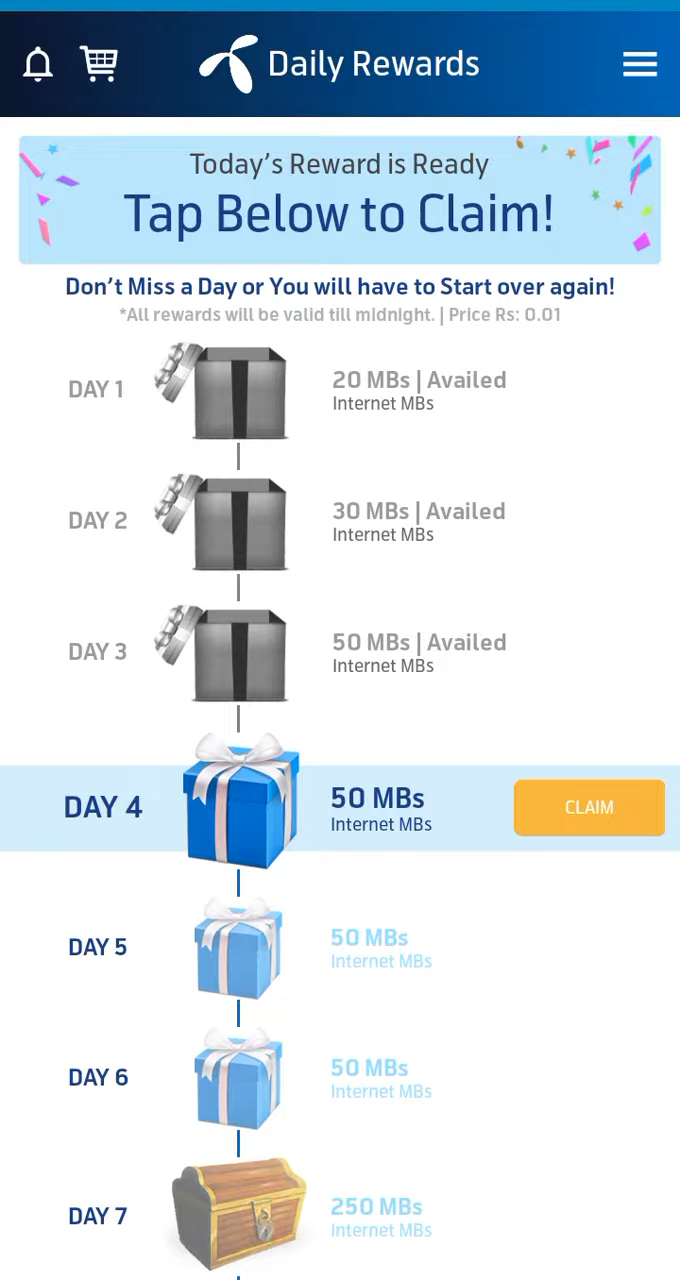 Daily Rewards
Today's Reward is Ready
Tap Below to Claim!
Don't Miss a Day or You will have to Start over again!
*All rewards will be valid till midnight. | Price Rs: 0.01
DAY 1
20 MBs | Availed
Internet MBs
DAY 2
30 MBs | Availed
Internet MBs
DAY 3
50 MBs | Availed
Internet MBs
DAY 4
50 MBs
Internet MBs
CLAIM
DAY 5
50 MBs
Internet MBs
DAY 6
50 MBs
Internet MBs
DAY 7
250 MBs
Internet MBs